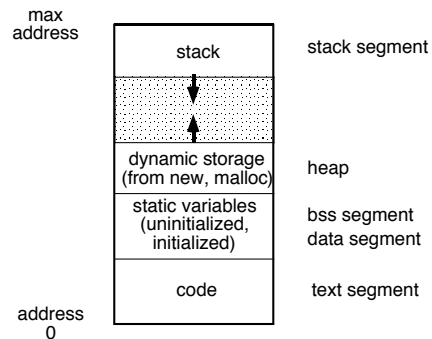 max
address
stack
stack segment
dynamic storage
(from new, malloc)
heap
static variables
(uninitialized,
initialized)
bss segment
data segment
code
text segment
address
0